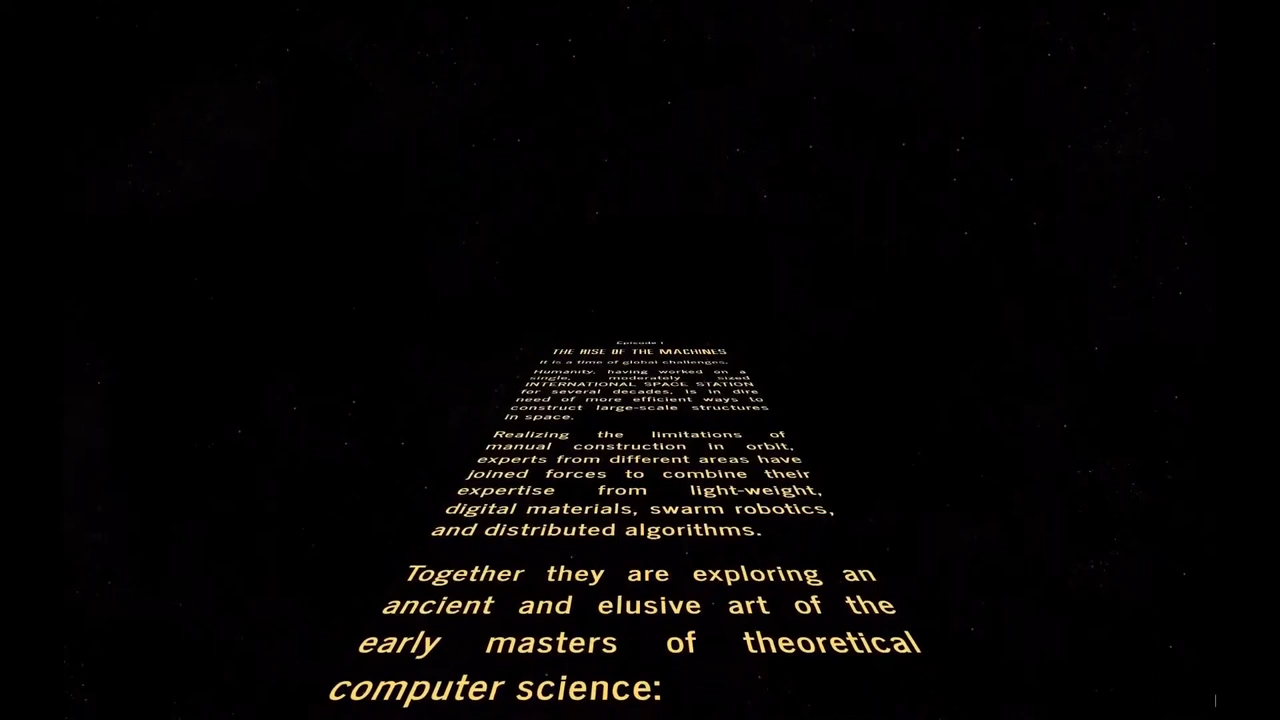 Episode I
THE RISE OF THE MACHINES
It is a time of global challenges.
Humanity, having worked on a
single, moderately sized
INTERNATIONAL SPACE STATION
for several decades, is in dire
need of more efficient ways to
construct large-scale structures
in space.
Realizing the limitations of
manual construction in orbit,
experts from different areas have
joined forces to combine their
expertise from light-weight,
digital materials, swarm robotics,
and distributed algorithms.
Together they are exploring an
ancient and elusive art of the
early masters of theoretical
computer science: